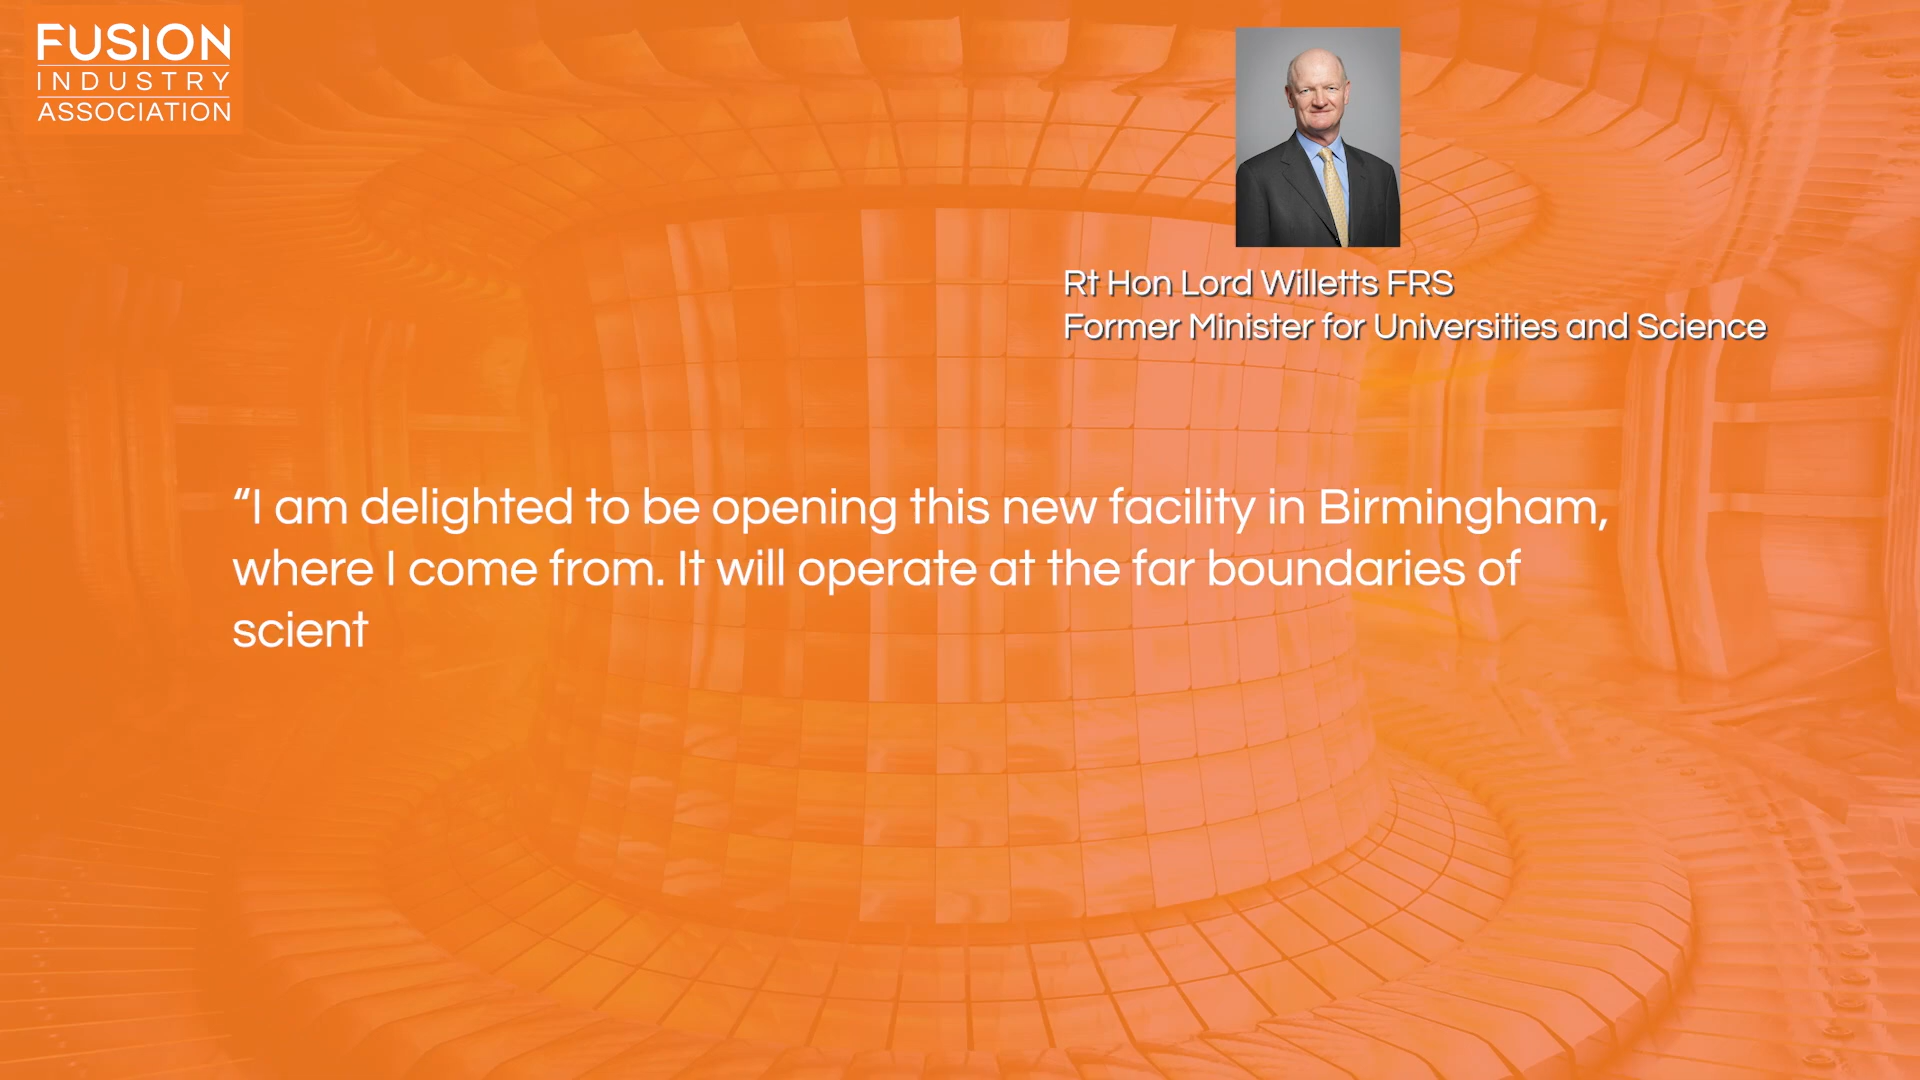 FUSION
INDUSTRY
ASSOCIATION
Rt Hon Lord Willetts FRS
Former Minister for Universities and Science
“I am delighted to be opening this new facility in Birmingham,
where I come from. It will operate at the far boundaries of
scient